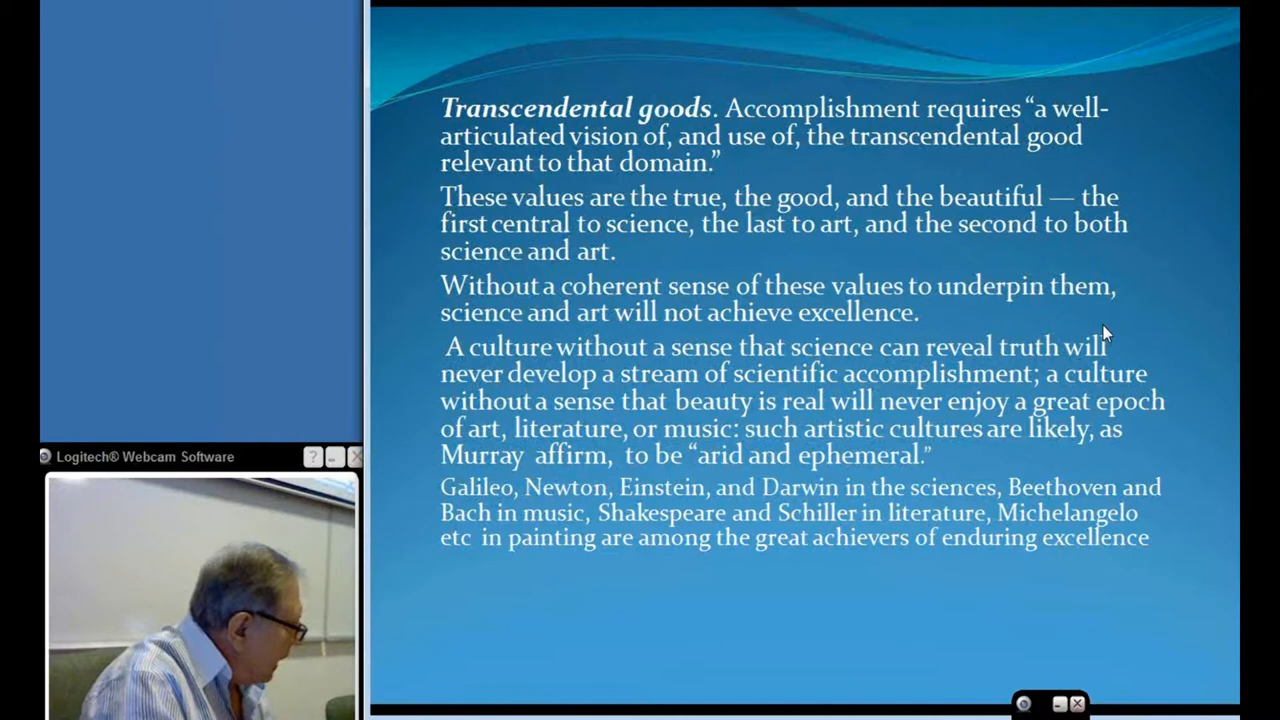 Transcendental goods. Accomplishment requires “a well-
articulated vision of, and use of, the transcendental good
relevant to that domain.”
These values are the true, the good, and the beautiful — the
first central to science, the last to art, and the second to both
science and art.
Without a coherent sense of these values to underpin them,
science and art will not achieve excellence.
A culture without a sense that science can reveal truth will
never develop a stream of scientific accomplishment; a culture
without a sense that beauty is real will never enjoy a great epoch
of art, literature, or music: such artistic cultures are likely, as
Murray affirm, to be “arid and ephemeral.”
Galileo, Newton, Einstein, and Darwin in the sciences, Beethoven and
Bach in music, Shakespeare and Schiller in literature, Michelangelo
etc in painting are among the great achievers of enduring excellence
Logitech® Webcam Software